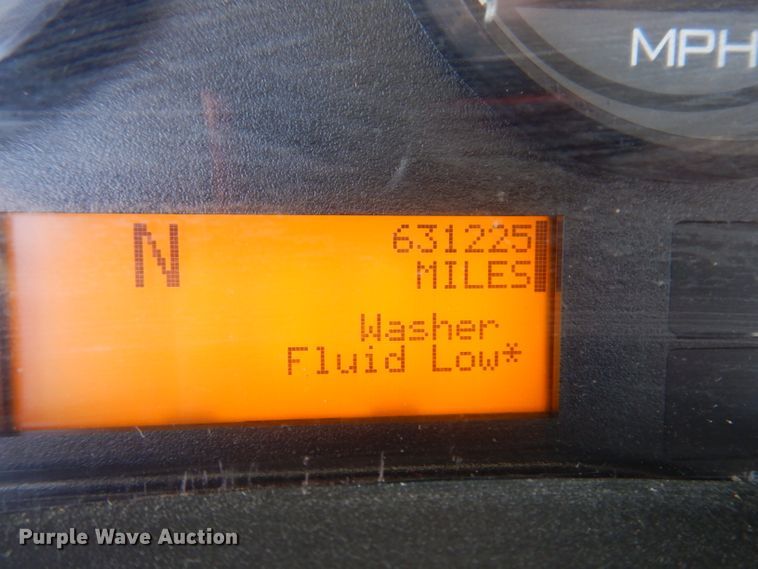 MPH
N
631225
MILES
Washer
Fluid Low*
Purple Wave Auction